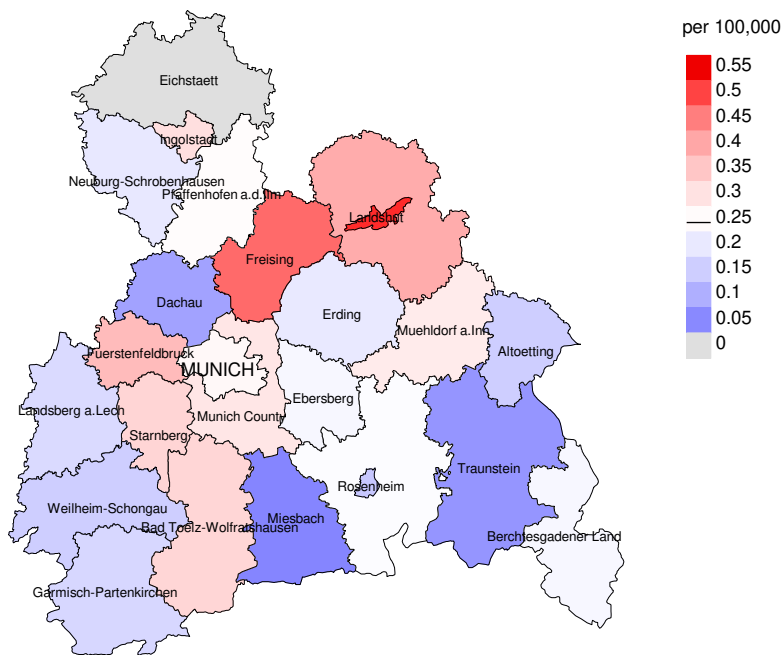 per 100,000
0.55
0.5
0.45
0.4
0.35
0.3
0.25
0.2
0.15
0.1
0.05
0
Eichstaett
Ingolstadt
Neuburg-Schrobenhausen
Pfaffenhofen a.d.Ilm
Landshut
Freising
Dachau
Erding
Muehldorf a.Inn
Altoetting
Fuerstenfeldbruck
MUNICH
Ebersberg
Landsberg a.Lech
Munich County
Starnberg
Traunstein
Rosenheim
Weilheim-Schongau
Miesbach
Bad Toelz-Wolfratshausen
Berchtesgadener Land
Garmisch-Partenkirchen